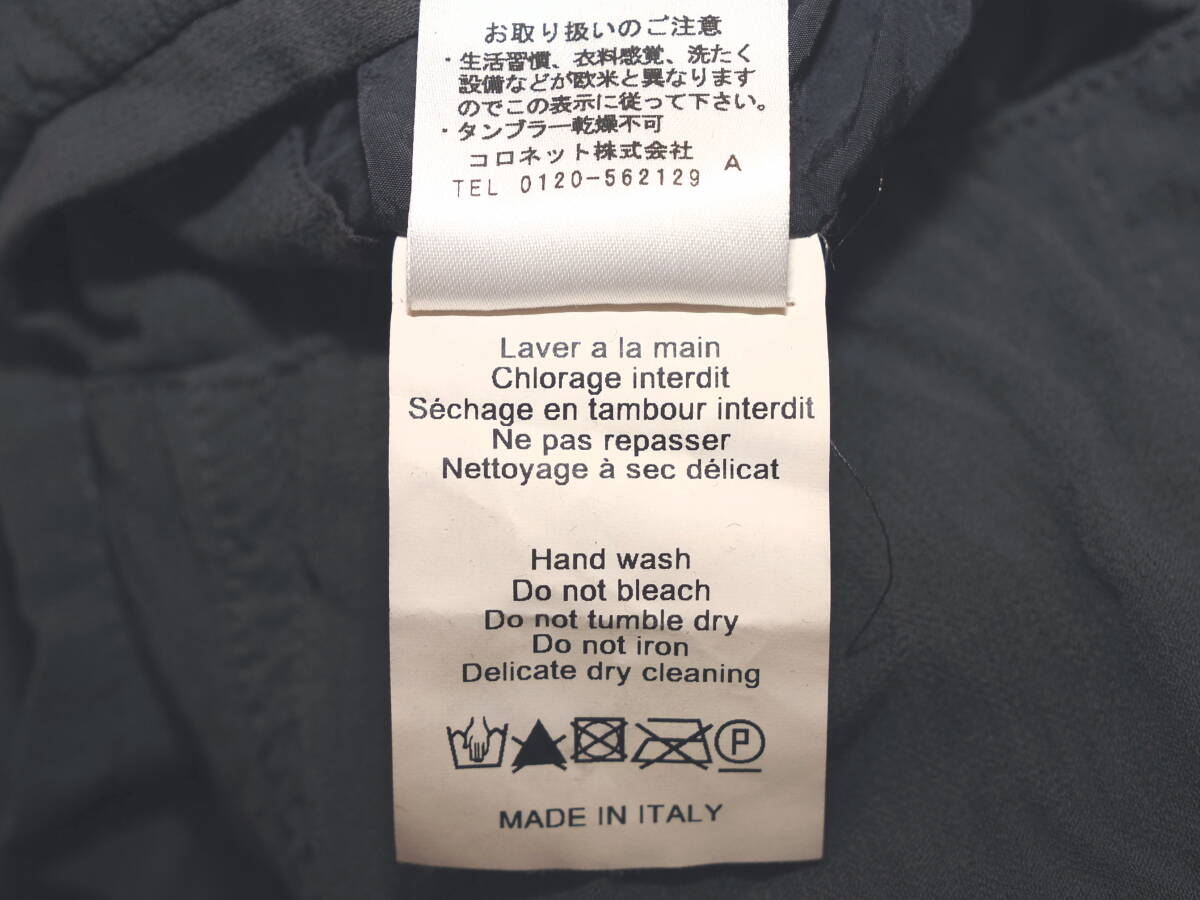 お取り扱いのご注意
・生活習慣、衣料感覚、洗たく
設備などが欧米と異なります
のでこの表示に従って下さい。
・タンブラー乾燥不可
コロネット株式会社 A
TEL 0120-562129
Laver a la main
Chlorage interdit
Séchage en tambour interdit
Ne pas repasser
Nettoyage à sec délicat
Hand wash
Do not bleach
Do not tumble dry
Do not iron
Delicate dry cleaning
P
MADE IN ITALY